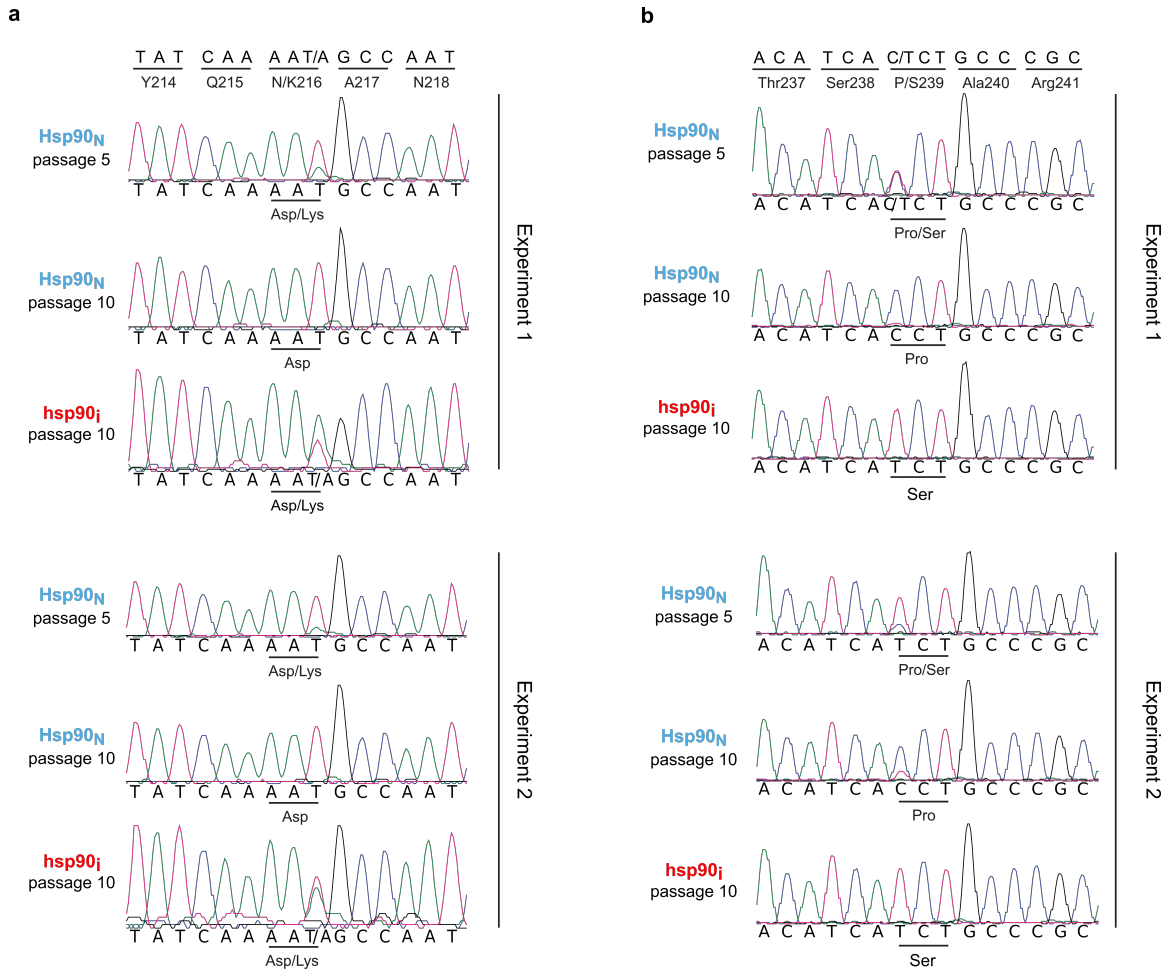 a
T A T C A A A A T/A G C C A A T
Y214 Q215 N/K216 A217 N218
Hsp90N
passage 5
T A T C A A A A T G C C A A T
Asp/Lys
Hsp90N
passage 10
T A T C A A A A T G C C A A T
Asp
hsp90i
passage 10
T A T C A A A A T/A G C C A A T
Asp/Lys
Experiment 1
Hsp90N
passage 5
T A T C A A A A T G C C A A T
Asp/Lys
Hsp90N
passage 10
T A T C A A A A T G C C A A T
Asp
hsp90i
passage 10
T A T C A A A A T/A G C C A A T
Asp/Lys
Experiment 2
b
A C A T C A C/T C T G C C C G C
Thr237 Ser238 P/S239 Ala240 Arg241
Hsp90N
passage 5
A C A T C A C/T C T G C C C G C
Pro/Ser
Hsp90N
passage 10
A C A T C A C C T G C C C G C
Pro
hsp90i
passage 10
A C A T C A T C T G C C C G C
Ser
Experiment 1
Hsp90N
passage 5
A C A T C A T C T G C C C G C
Pro/Ser
Hsp90N
passage 10
A C A T C A C C T G C C C G C
Pro
hsp90i
passage 10
A C A T C A T C T G C C C G C
Ser
Experiment 2